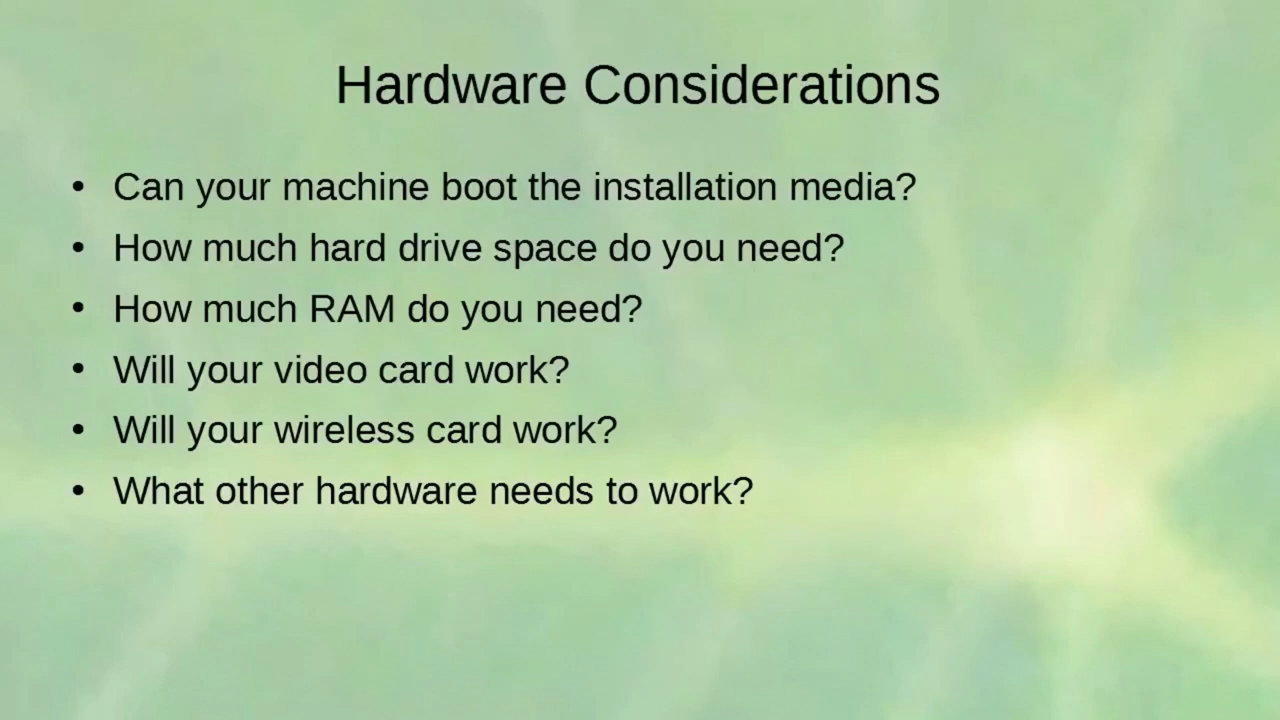 Hardware Considerations
• Can your machine boot the installation media?
• How much hard drive space do you need?
• How much RAM do you need?
• Will your video card work?
• Will your wireless card work?
• What other hardware needs to work?